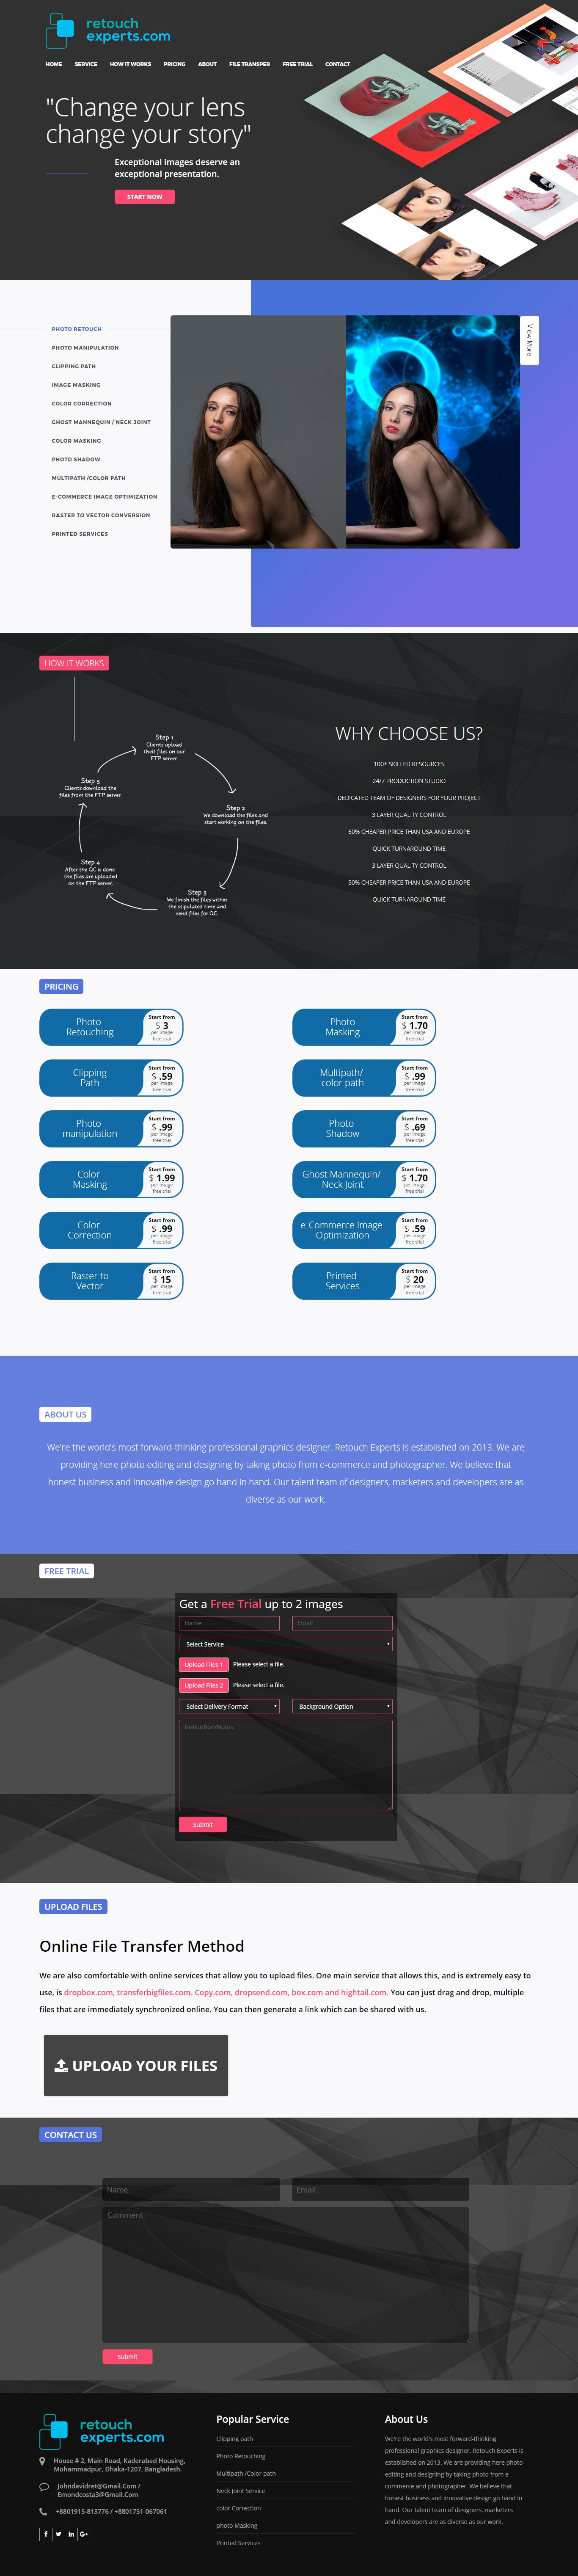 retouch
experts.com
HOME SERVICE HOW IT WORKS PRICING ABOUT FILE TRANSFER FREE TRIAL CONTACT
"Change your lens
change your story"
Exceptional images deserve an
exceptional presentation.
START NOW
PHOTO RETOUCH
PHOTO MANIPULATION
CLIPPING PATH
IMAGE MASKING
COLOR CORRECTION
GHOST MANNEQUIN / NECK JOINT
COLOR MASKING
PHOTO SHADOW
MULTIPATH /COLOR PATH
E-COMMERCE IMAGE OPTIMIZATION
RASTER TO VECTOR CONVERSION
PRINTED SERVICES
View More
HOW IT WORKS
Step 1
Clients upload
their files on our
FTP server.
Step 2
We download the files and
start working on the files.
Step 3
We finish the files within
the stipulated time and
send files for QC.
Step 4
After the QC is done
the files are uploaded
on the FTP server.
Step 5
Clients download the
files from the FTP server.
WHY CHOOSE US?
100+ SKILLED RESOURCES
24/7 PRODUCTION STUDIO
DEDICATED TEAM OF DESIGNERS FOR YOUR PROJECT
3 LAYER QUALITY CONTROL
50% CHEAPER PRICE THAN USA AND EUROPE
QUICK TURNAROUND TIME
3 LAYER QUALITY CONTROL
50% CHEAPER PRICE THAN USA AND EUROPE
QUICK TURNAROUND TIME
PRICING
Photo
Retouching
Start from
$ 3
per image
free trial
Photo
Masking
Start from
$ 1.70
per image
free trial
Clipping
Path
Start from
$ .59
per image
free trial
Multipath/
color path
Start from
$ .99
per image
free trial
Photo
manipulation
Start from
$ .99
per image
free trial
Photo
Shadow
Start from
$ .69
per image
free trial
Color
Masking
Start from
$ 1.99
per image
free trial
Ghost Mannequin/
Neck Joint
Start from
$ 1.70
per image
free trial
Color
Correction
Start from
$ .99
per image
free trial
e-Commerce Image
Optimization
Start from
$ .59
per image
free trial
Raster to
Vector
Start from
$ 15
per image
free trial
Printed
Services
Start from
$ 20
per image
free trial
ABOUT US
We're the world's most forward-thinking professional graphics designer. Retouch Experts is established on 2013. We are
providing here photo editing and designing by taking photo from e-commerce and photographer. We believe that
honest business and innovative design go hand in hand. Our talent team of designers, marketers and developers are as
diverse as our work.
FREE TRIAL
Get a Free Trial up to 2 images
Name Email
Select Service
Upload Files 1 Please select a file.
Upload Files 2 Please select a file.
Select Delivery Format Background Option
Instruction/Notes
Submit
UPLOAD FILES
Online File Transfer Method
We are also comfortable with online services that allow you to upload files. One main service that allows this, and is extremely easy to
use, is dropbox.com, transferbigfiles.com. Copy.com, dropsend.com, box.com and hightail.com. You can just drag and drop, multiple
files that are immediately synchronized online. You can then generate a link which can be shared with us.
UPLOAD YOUR FILES
CONTACT US
Name Email
Comment
Submit
retouch
experts.com
House # 2, Main Road, Kaderabad Housing,
Mohammadpur, Dhaka-1207, Bangladesh.
Johndavidret@Gmail.Com /
Emondcosta3@Gmail.Com
+8801915-813776 / +8801751-067061
f in G+
Popular Service
Clipping path
Photo Retouching
Multipath /Color path
Neck Joint Service
color Correction
photo Masking
Printed Services
About Us
We're the world's most forward-thinking
professional graphics designer. Retouch Experts is
established on 2013. We are providing here photo
editing and designing by taking photo from e-
commerce and photographer. We believe that
honest business and innovative design go hand in
hand. Our talent team of designers, marketers
and developers are as diverse as our work.